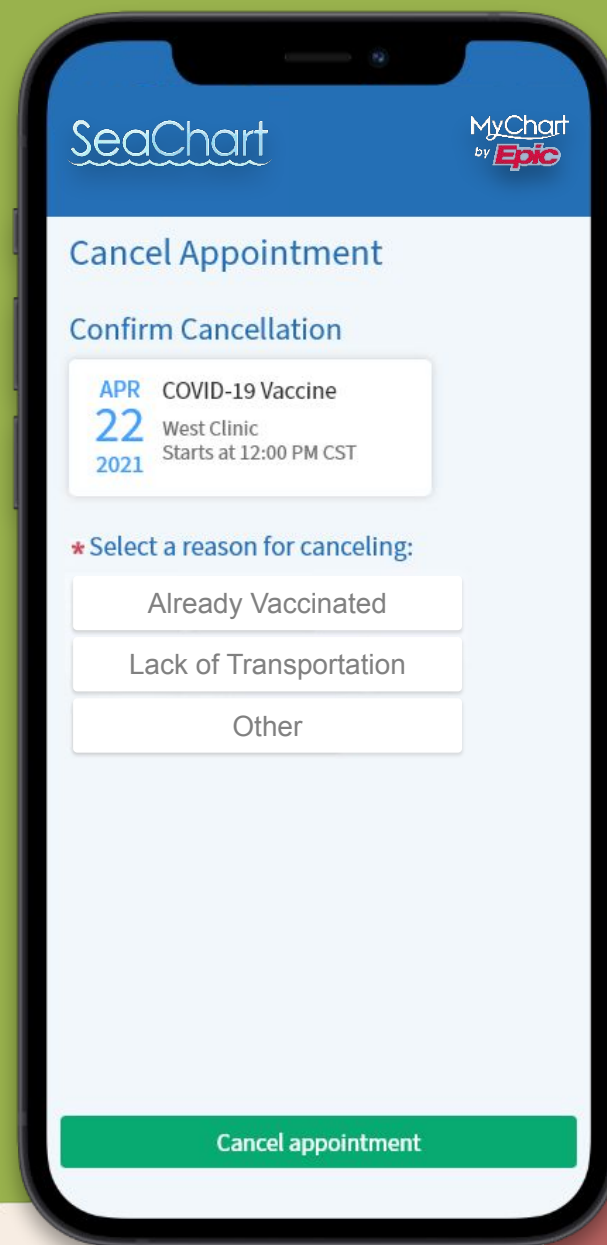 SeaChart
MyChart
by Epic
Cancel Appointment
Confirm Cancellation
APR
22
2021
COVID-19 Vaccine
West Clinic
Starts at 12:00 PM CST
* Select a reason for canceling:
Already Vaccinated
Lack of Transportation
Other
Cancel appointment